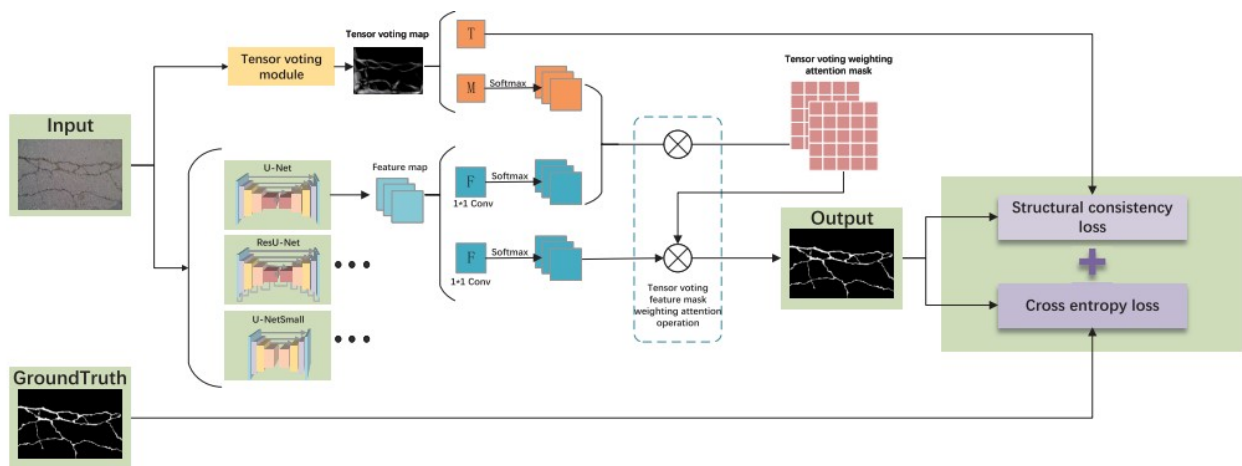 Input
Tensor voting
module
Tensor voting map
T
M
Softmax
Tensor voting weighting
attention mask
U-Net
Feature map
F
Softmax
1*1 Conv
ResU-Net
F
Softmax
1*1 Conv
U-NetSmall
Tensor voting
feature mask
weighting attention
operation
Output
Structural consistency
loss
Cross entropy loss
GroundTruth